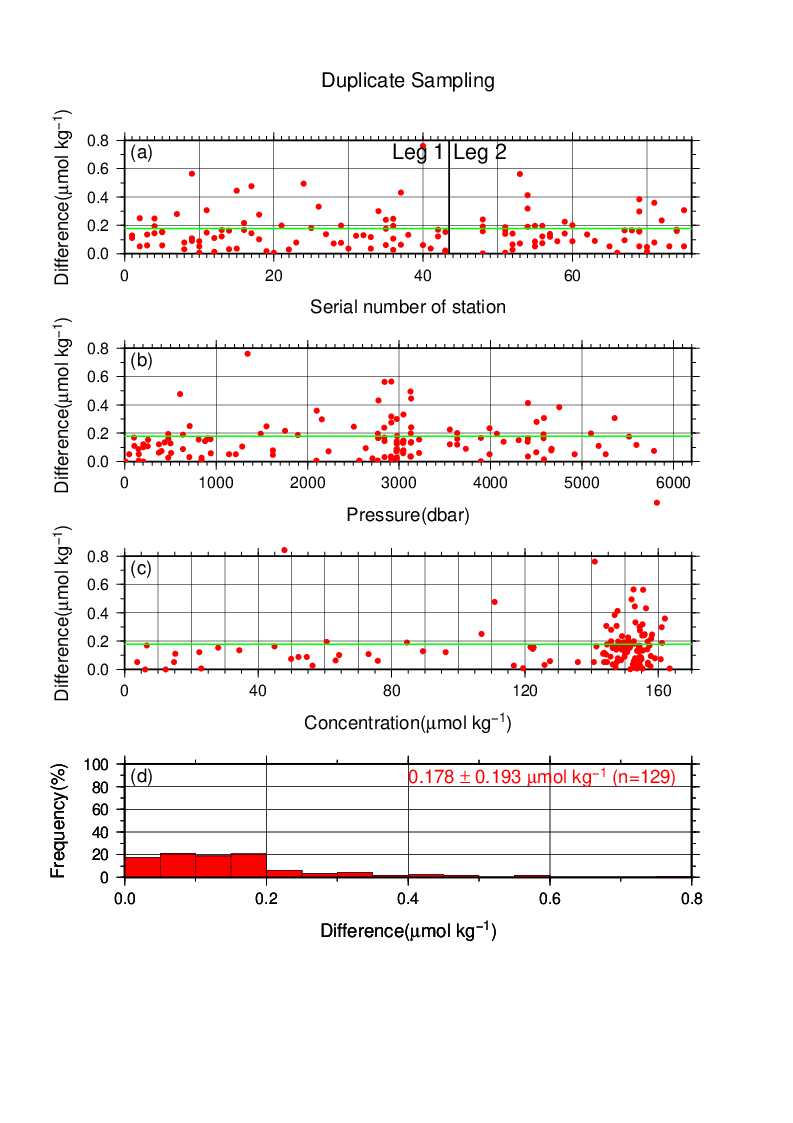 Duplicate Sampling
(a)
Leg 1
Leg 2
Difference(μmol kg⁻¹)
0.8
0.6
0.4
0.2
0.0
0 20 40 60
Serial number of station
(b)
Difference(μmol kg⁻¹)
0.8
0.6
0.4
0.2
0.0
0 1000 2000 3000 4000 5000 6000
Pressure(dbar)
(c)
Difference(μmol kg⁻¹)
0.8
0.6
0.4
0.2
0.0
0 40 80 120 160
Concentration(μmol kg⁻¹)
(d)
0.178 ± 0.193 μmol kg⁻¹ (n=129)
Frequency(%)
100
80
60
40
20
0
0.0 0.2 0.4 0.6 0.8
Difference(μmol kg⁻¹)